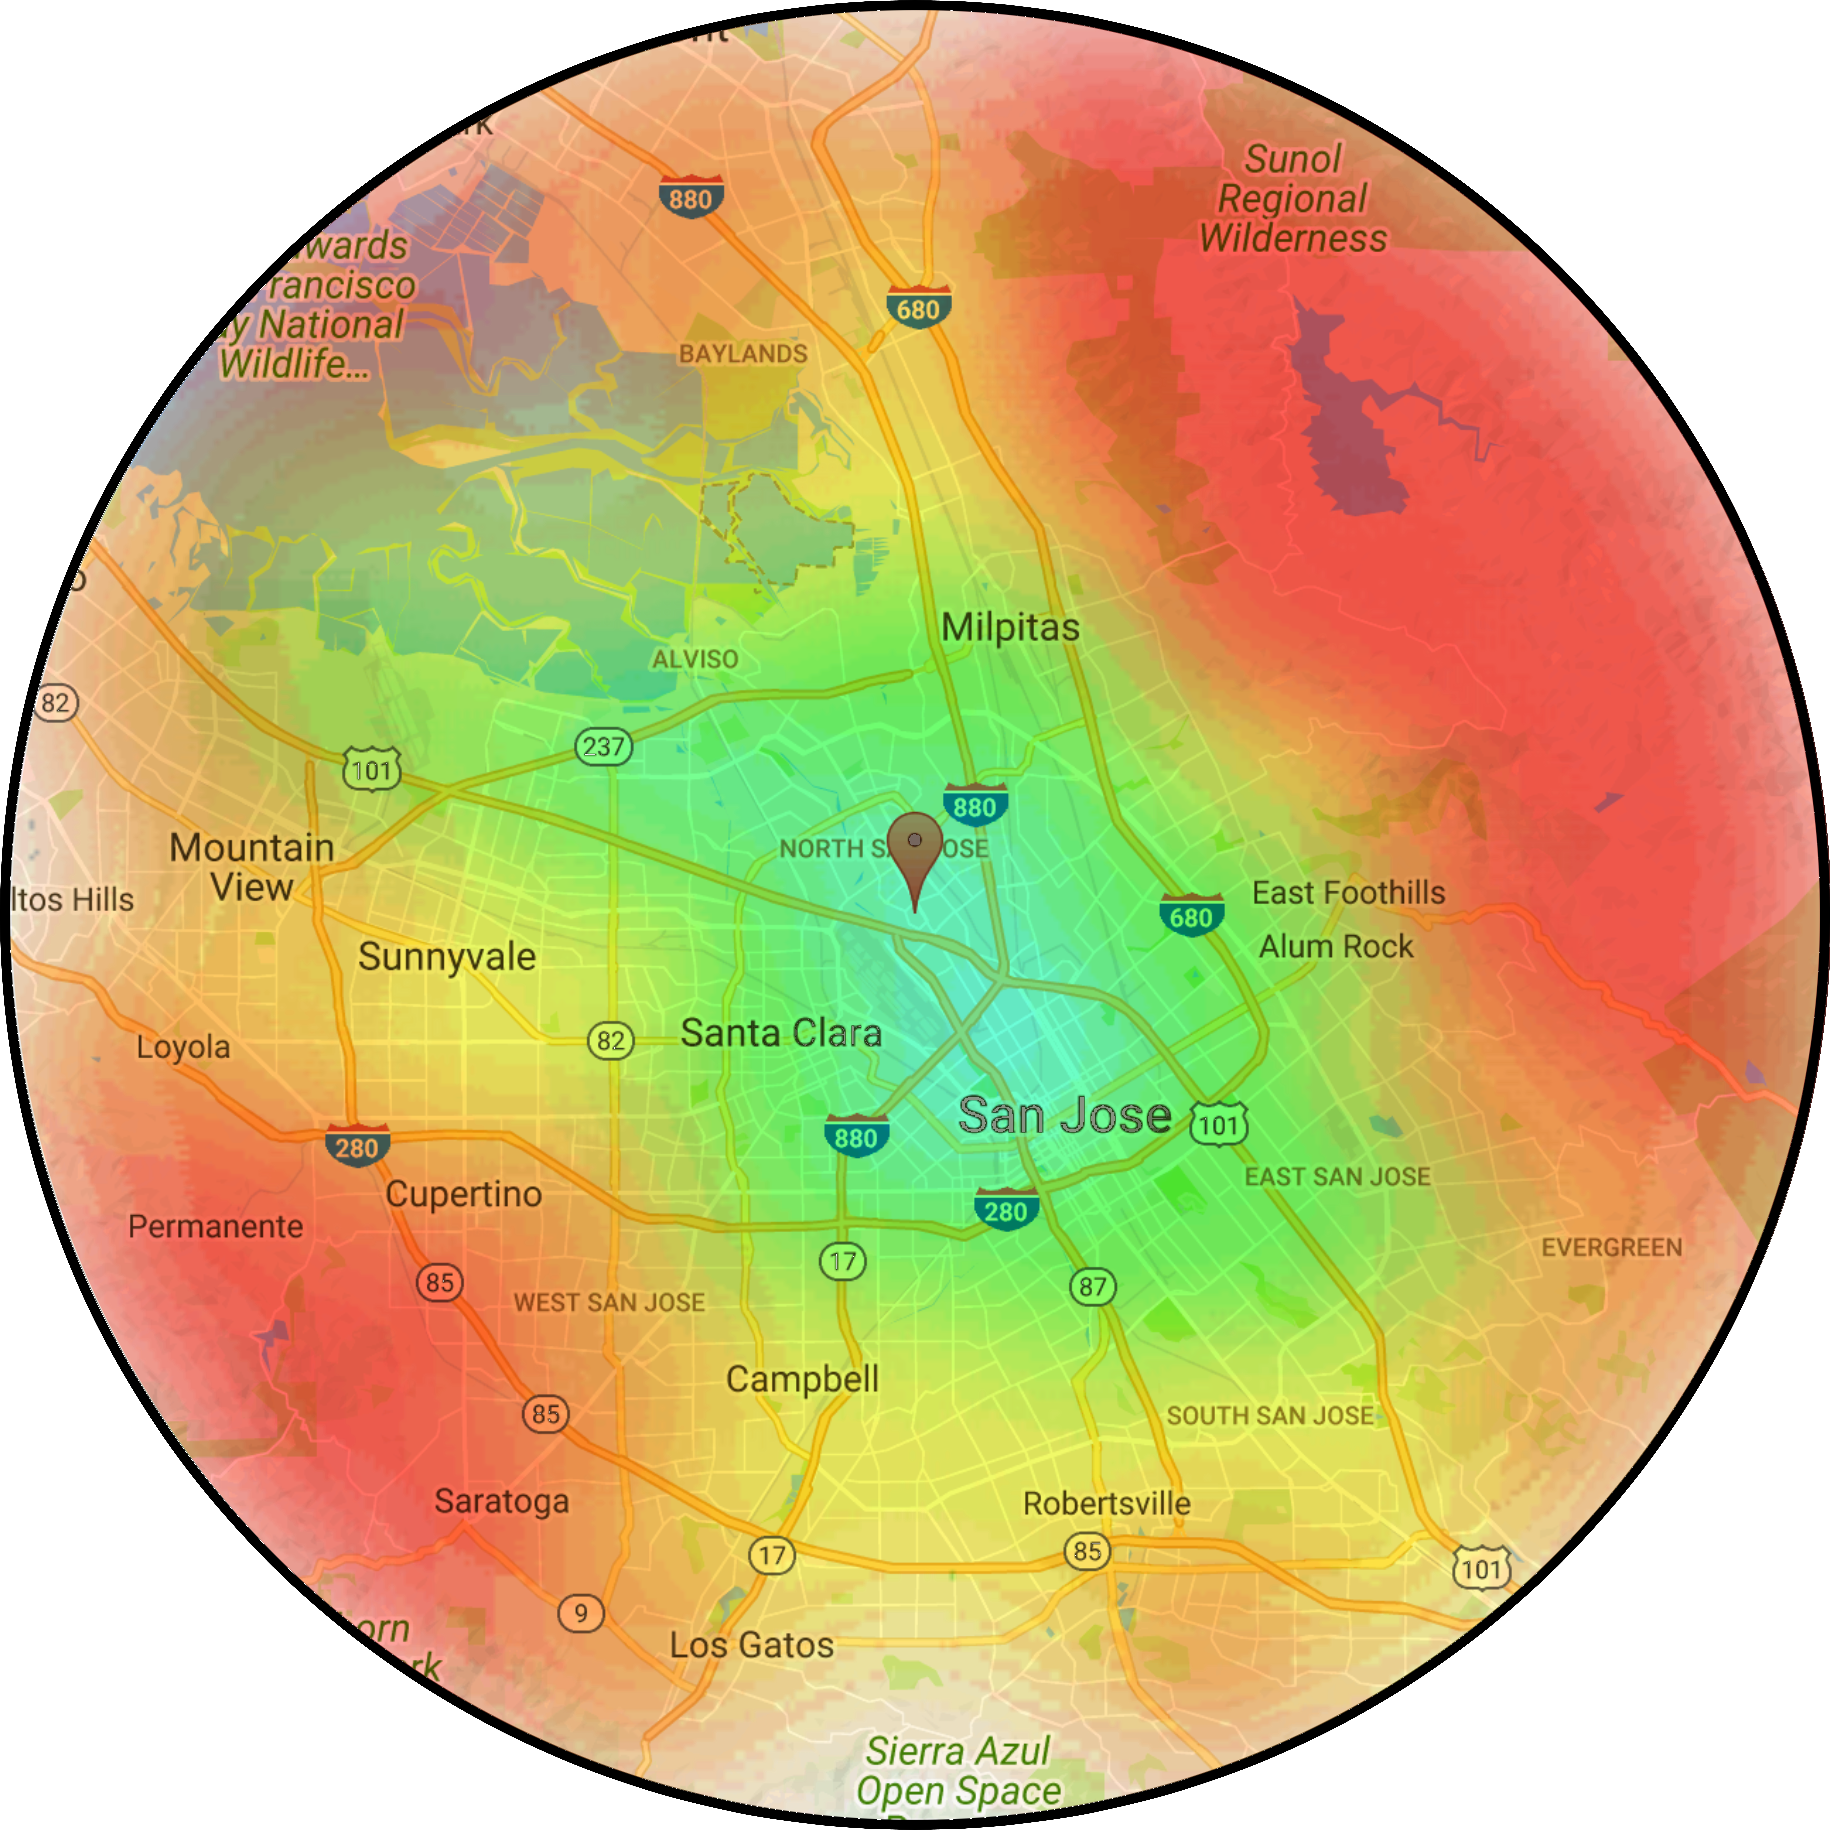 880
Sunol
Regional
Wilderness
wards
rancisco
y National
Wildlife...
680
BAYLANDS
Milpitas
ALVISO
82
237
101
880
NORTH S
OSE
Mountain
View
ltos Hills
East Foothills
680
Alum Rock
Sunnyvale
Santa Clara
82
Loyola
San Jose
880
101
280
EAST SAN JOSE
Cupertino
280
Permanente
EVERGREEN
17
85
87
WEST SAN JOSE
Campbell
85
SOUTH SAN JOSE
Saratoga
Robertsville
17
85
101
9
orn
rk
Los Gatos
Sierra Azul
Open Space